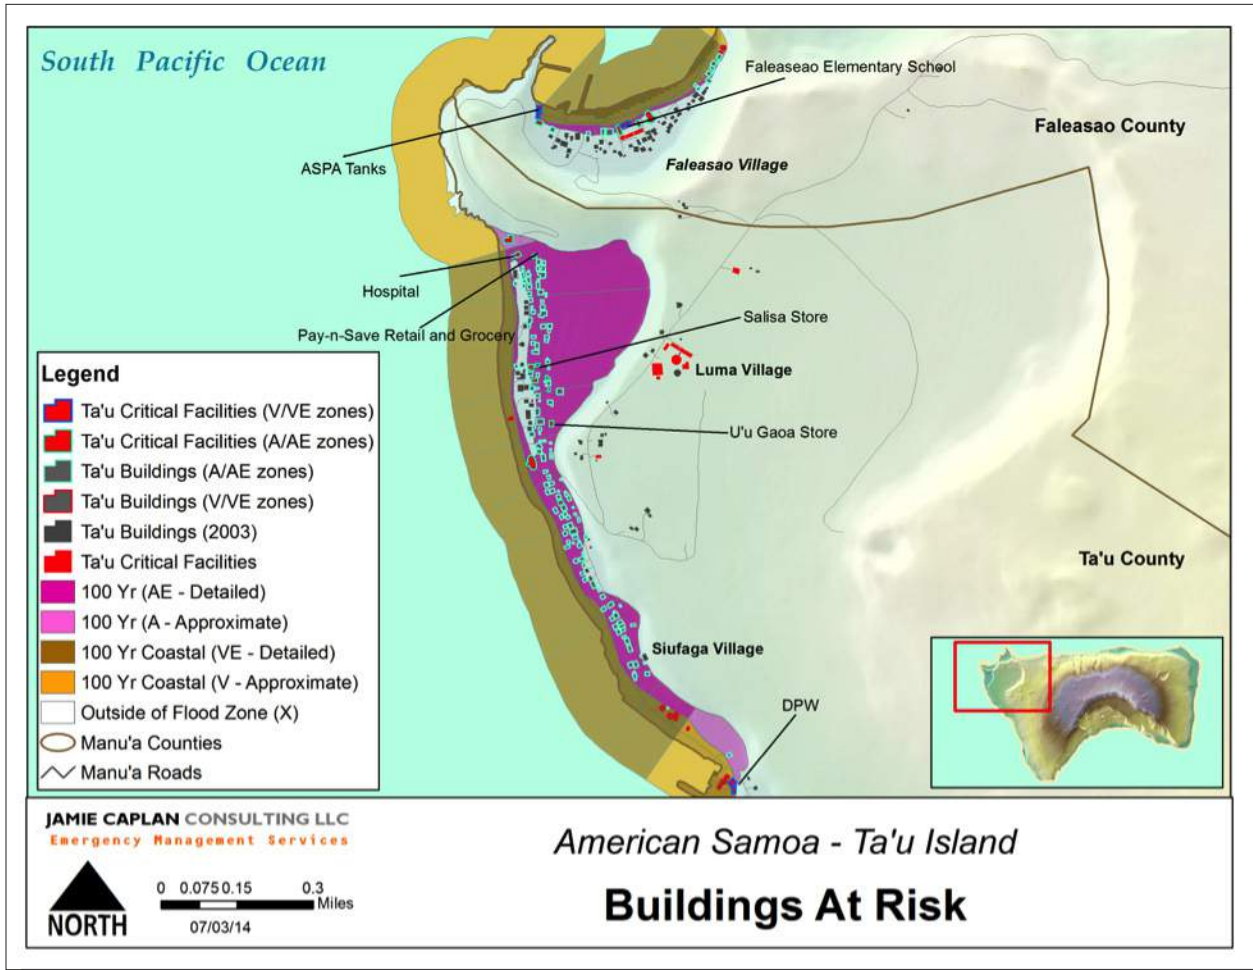 South Pacific Ocean
Faleaseao Elementary School
Faleasao County
ASPA Tanks
Faleasao Village
Hospital
Pay-n-Save Retail and Grocery
Salisa Store
Luma Village
U'u Gaoa Store
Ta'u County
Siufaga Village
DPW
Legend
Ta'u Critical Facilities (V/VE zones)
Ta'u Critical Facilities (A/AE zones)
Ta'u Buildings (A/AE zones)
Ta'u Buildings (V/VE zones)
Ta'u Buildings (2003)
Ta'u Critical Facilities
100 Yr (AE - Detailed)
100 Yr (A - Approximate)
100 Yr Coastal (VE - Detailed)
100 Yr Coastal (V - Approximate)
Outside of Flood Zone (X)
Manu'a Counties
Manu'a Roads
JAMIE CAPLAN CONSULTING LLC
Emergency Management Services
NORTH
0 0.075 0.15 0.3
Miles
07/03/14
American Samoa - Ta'u Island
Buildings At Risk